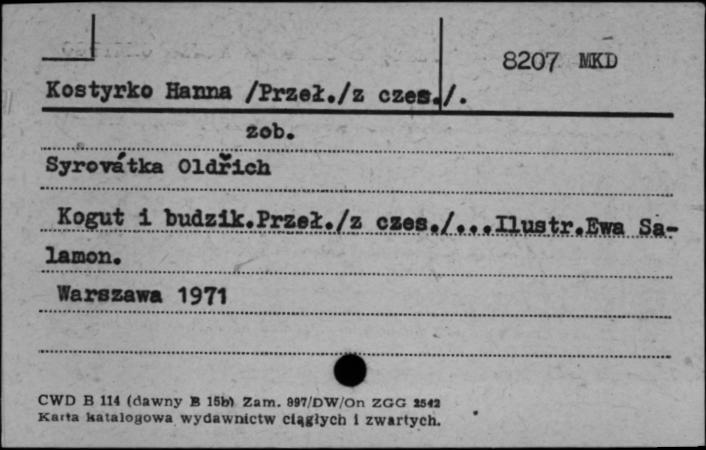 8207 MKD
Kostyrko Hanna /Przeł./z czes./.
zob.
Syrovátka Oldřich
Kogut i budzik.Przeł./z czes./...Ilustr.Ewa Sa-
lamon.
Warszawa 1971
CWD B 114 (dawny B 15b) Zam. 997/DW/On ZGG 2542
Karta katalogowa wydawnictw ciągłych i zwartych.